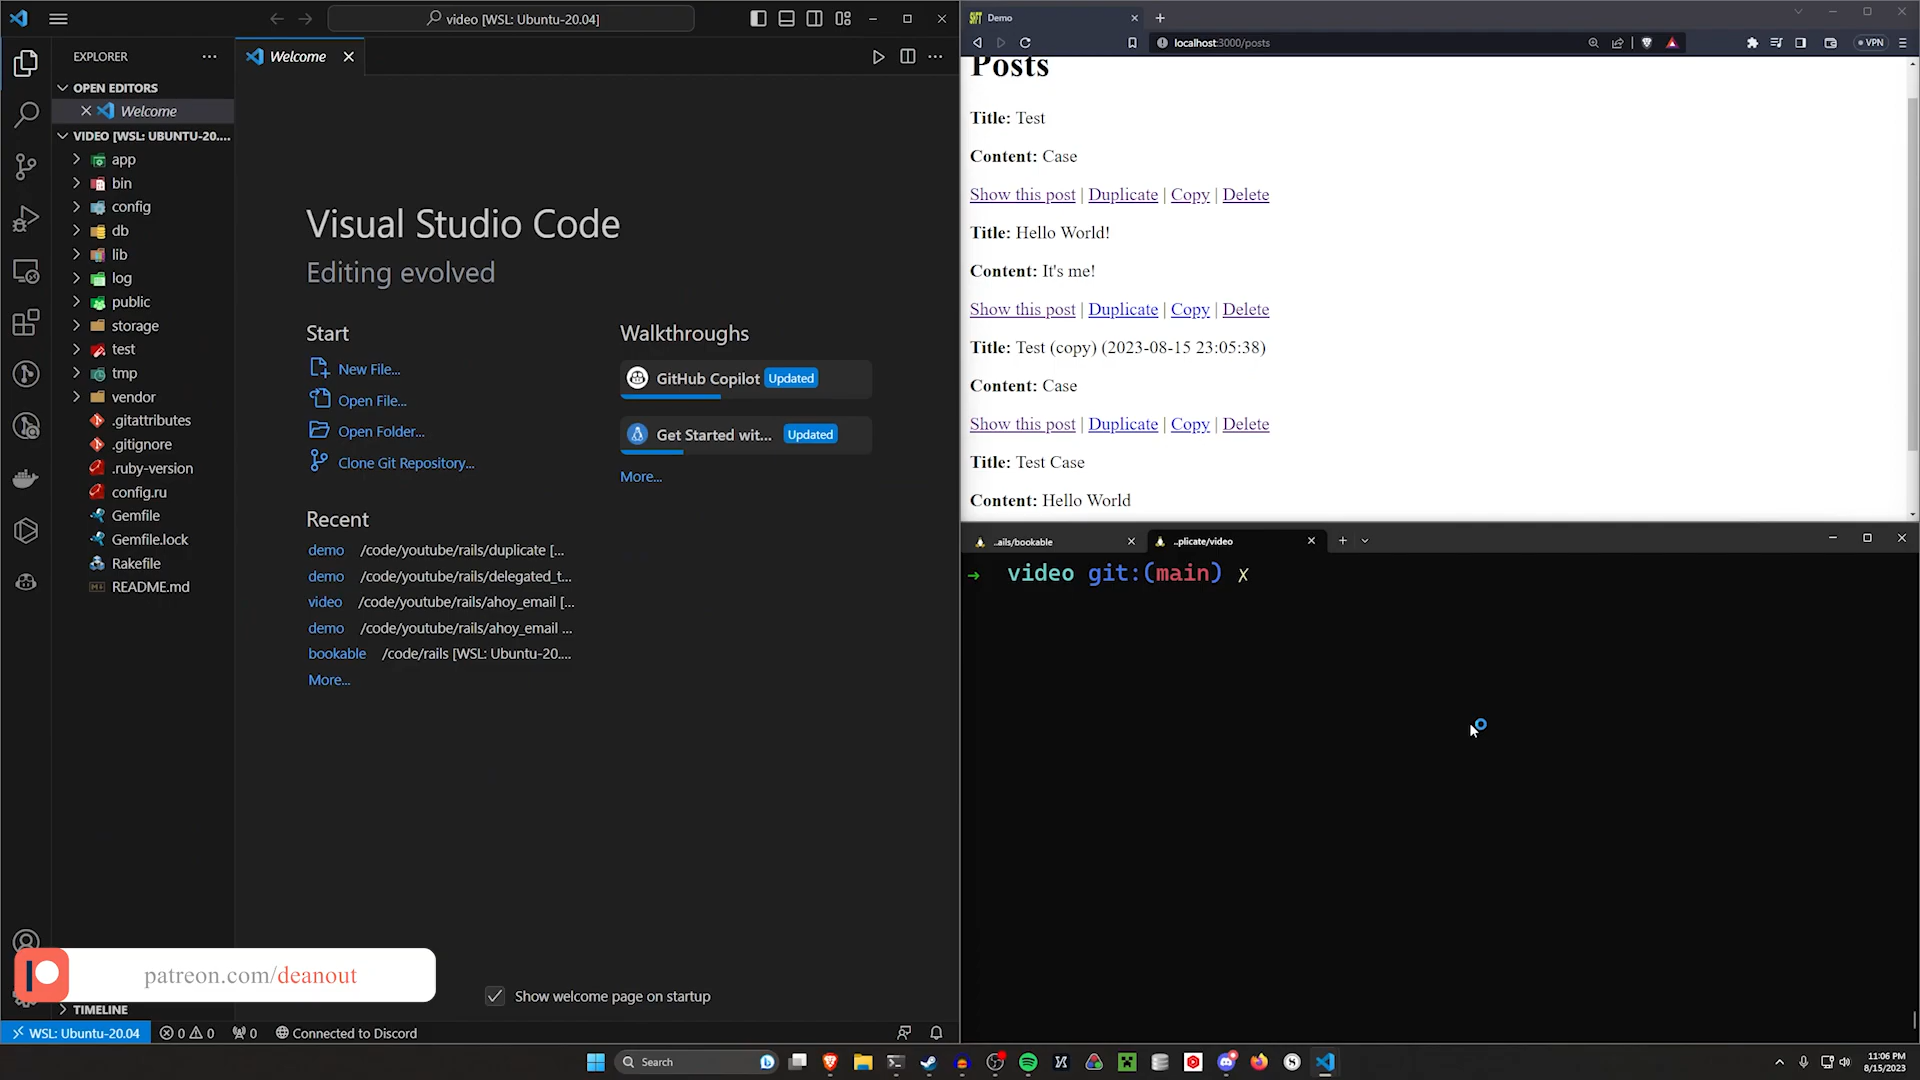 video [WSL: Ubuntu-20.04]
EXPLORER
Welcome
OPEN EDITORS
Welcome
VIDEO [WSL: UBUNTU-20....
app
bin
config
db
lib
log
public
storage
test
tmp
vendor
.gitattributes
.gitignore
.ruby-version
config.ru
Gemfile
Gemfile.lock
Rakefile
README.md
TIMELINE
Visual Studio Code
Editing evolved
Start
New File...
Open File...
Open Folder...
Clone Git Repository...
Recent
demo /code/youtube/rails/duplicate [...
demo /code/youtube/rails/delegated_t...
video /code/youtube/rails/ahoy_email [...
demo /code/youtube/rails/ahoy_email ...
bookable /code/rails [WSL: Ubuntu-20....
More...
Walkthroughs
GitHub Copilot Updated
Get Started wit... Updated
More...
Show welcome page on startup
patreon.com/deanout
WSL: Ubuntu-20.04 0 0 0 Connected to Discord
Demo
localhost:3000/posts
VPN
Posts
Title: Test
Content: Case
Show this post | Duplicate | Copy | Delete
Title: Hello World!
Content: It's me!
Show this post | Duplicate | Copy | Delete
Title: Test (copy) (2023-08-15 23:05:38)
Content: Case
Show this post | Duplicate | Copy | Delete
Title: Test Case
Content: Hello World
..ails/bookable
..plicate/video
→ video git:(main) ✗
Search
11:06 PM
8/15/2023